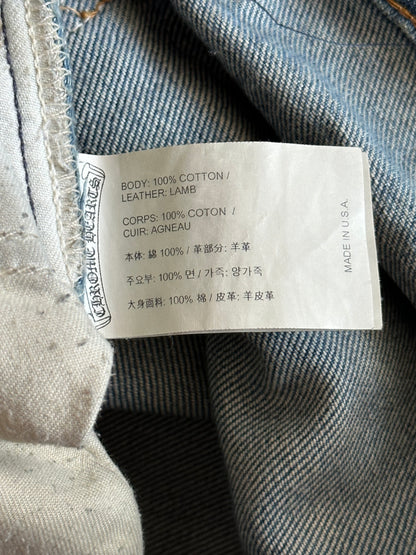 CHROME HEARTS
BODY: 100% COTTON /
LEATHER: LAMB
CORPS: 100% COTON /
CUIR: AGNEAU
本体: 綿 100% / 革部分: 羊革
주요부: 100% 면 / 가죽: 양가죽
大身面料: 100% 棉 / 皮革: 羊皮革
MADE IN U.S.A.